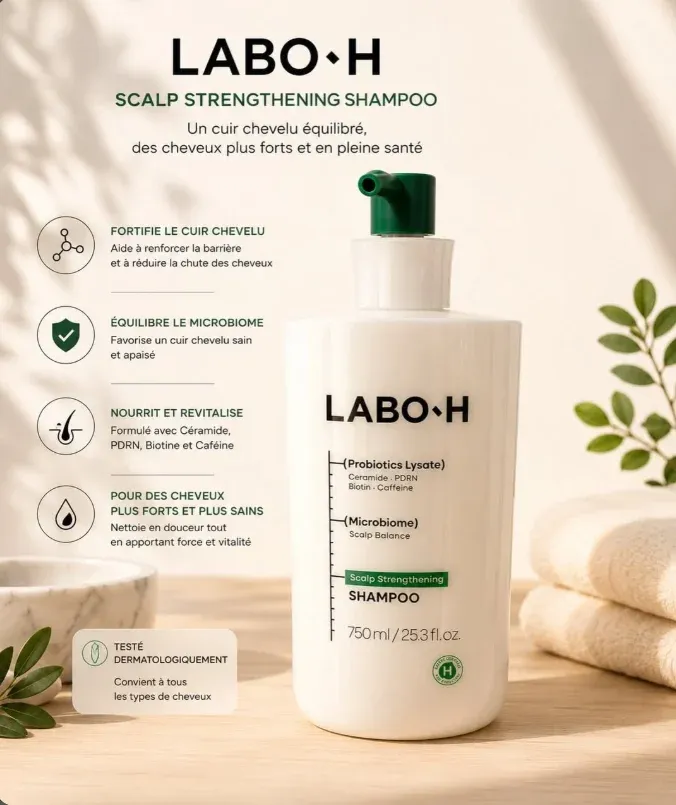 LABO·H
SCALP STRENGTHENING SHAMPOO
Un cuir chevelu équilibré,
des cheveux plus forts et en pleine santé
FORTIFIE LE CUIR CHEVELU
Aide à renforcer la barrière
et à réduire la chute des cheveux
ÉQUILIBRE LE MICROBIOME
Favorise un cuir chevelu sain
et apaisé
NOURRIT ET REVITALISE
Formulé avec Céramide,
PDRN, Biotine et Caféine
POUR DES CHEVEUX
PLUS FORTS ET PLUS SAINS
Nettoie en douceur tout
en apportant force et vitalité
TESTÉ
DERMATOLOGIQUEMENT
Convient à tous
les types de cheveux
LABO·H
(Probiotics Lysate)
Ceramide · PDRN
Biotin · Caffeine
(Microbiome)
Scalp Balance
Scalp Strengthening
SHAMPOO
750ml/25.3fl.oz.
H